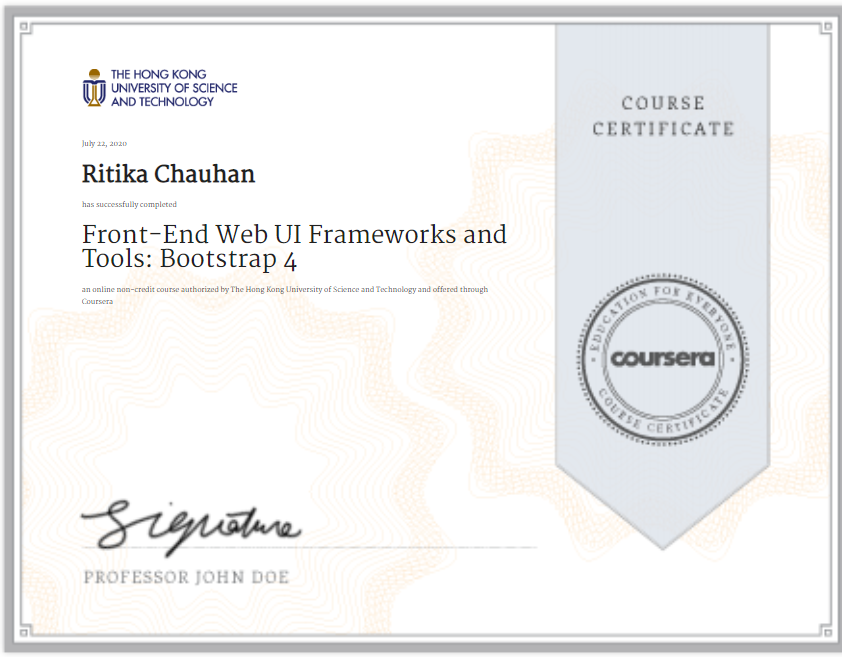 THE HONG KONG
UNIVERSITY OF SCIENCE
AND TECHNOLOGY
July 22, 2020
Ritika Chauhan
has successfully completed
Front-End Web UI Frameworks and
Tools: Bootstrap 4
an online non-credit course authorized by The Hong Kong University of Science and Technology and offered through
Coursera
Signature
PROFESSOR JOHN DOE
COURSE
CERTIFICATE
EDUCATION FOR EVERYONE
coursera
COURSE CERTIFICATE